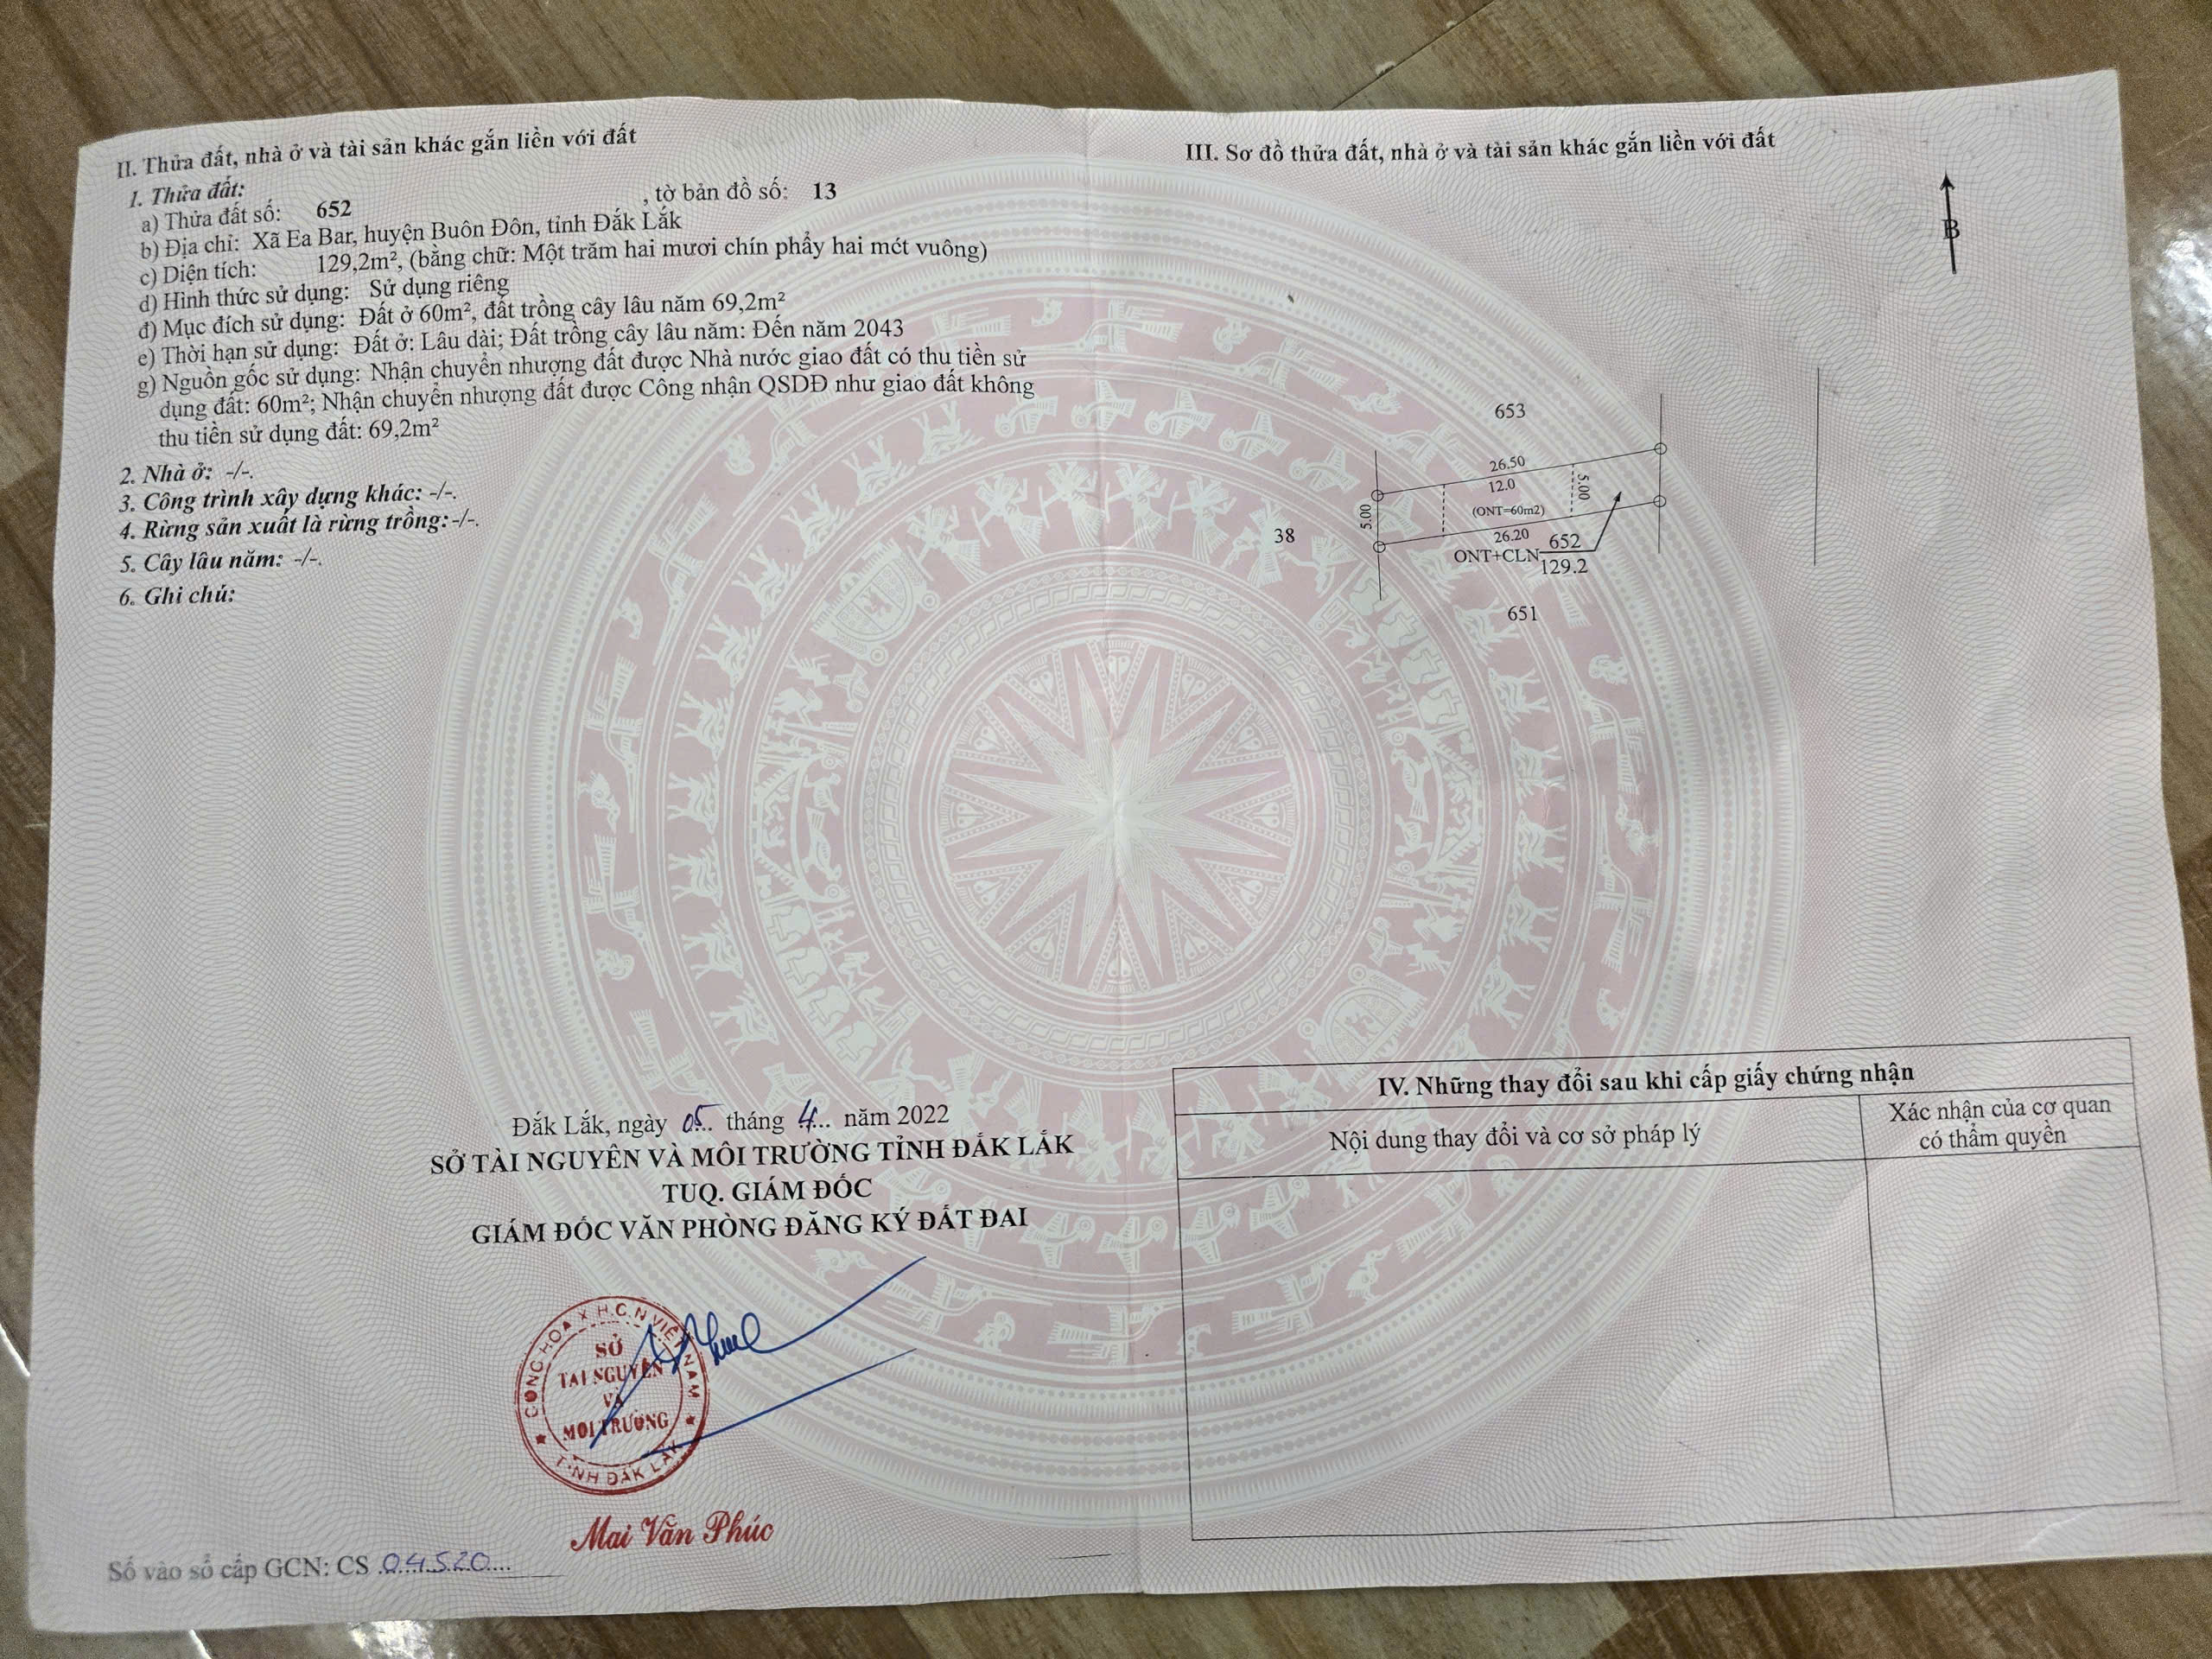 II. Thửa đất, nhà ở và tài sản khác gắn liền với đất
1. Thửa đất:
a) Thửa đất số: 652 , tờ bản đồ số: 13
b) Địa chỉ: Xã Ea Bar, huyện Buôn Đôn, tỉnh Đắk Lắk
c) Diện tích: 129,2m², (bằng chữ: Một trăm hai mươi chín phẩy hai mét vuông)
d) Hình thức sử dụng: Sử dụng riêng
đ) Mục đích sử dụng: Đất ở 60m², đất trồng cây lâu năm 69,2m²
e) Thời hạn sử dụng: Đất ở: Lâu dài; Đất trồng cây lâu năm: Đến năm 2043
g) Nguồn gốc sử dụng: Nhận chuyển nhượng đất được Nhà nước giao đất có thu tiền sử
dụng đất: 60m²; Nhận chuyển nhượng đất được Công nhận QSDĐ như giao đất không
thu tiền sử dụng đất: 69,2m²
2. Nhà ở: -/-.
3. Công trình xây dựng khác: -/-.
4. Rừng sản xuất là rừng trồng: -/-.
5. Cây lâu năm: -/-.
6. Ghi chú:
Đắk Lắk, ngày 05 tháng 4 năm 2022
SỞ TÀI NGUYÊN VÀ MÔI TRƯỜNG TỈNH ĐẮK LẮK
TUQ. GIÁM ĐỐC
GIÁM ĐỐC VĂN PHÒNG ĐĂNG KÝ ĐẤT ĐAI
CỘNG HÒA X.H.C.N VIỆT NAM
SỞ
TÀI NGUYÊN
VÀ
MÔI TRƯỜNG
TỈNH ĐẮK LẮK
Mai Văn Phúc
Số vào sổ cấp GCN: CS 04520
III. Sơ đồ thửa đất, nhà ở và tài sản khác gắn liền với đất
B
653
26.50
12.0
5.00
5.00
(ONT=60m2)
38
26.20
652
ONT+CLN
129.2
651
IV. Những thay đổi sau khi cấp giấy chứng nhận
Nội dung thay đổi và cơ sở pháp lý
Xác nhận của cơ quan
có thẩm quyền